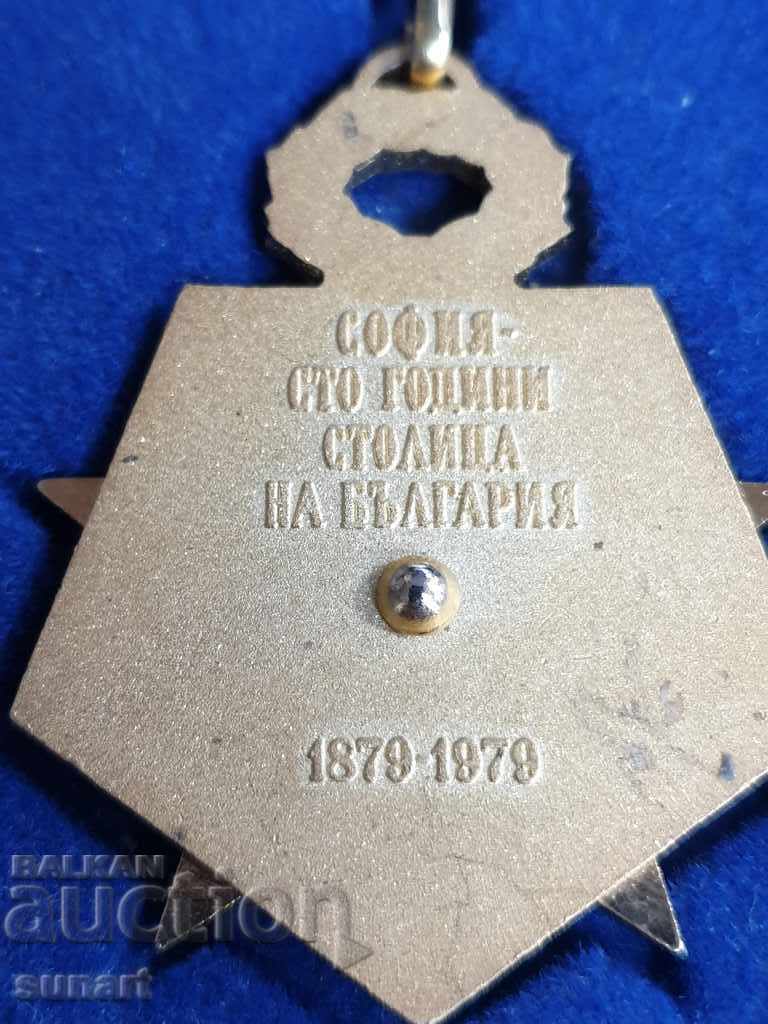 СОФИЯ-
СТО ГОДИНИ
СТОЛИЦА
НА БЪЛГАРИЯ
1879-1979
BALKAN
auction
sunart